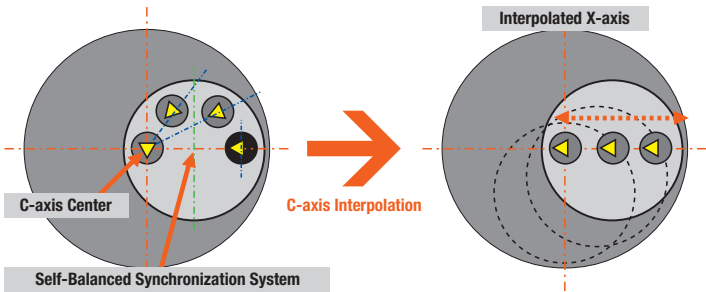 Interpolated X-axis
C-axis Center
C-axis Interpolation
Self-Balanced Synchronization System